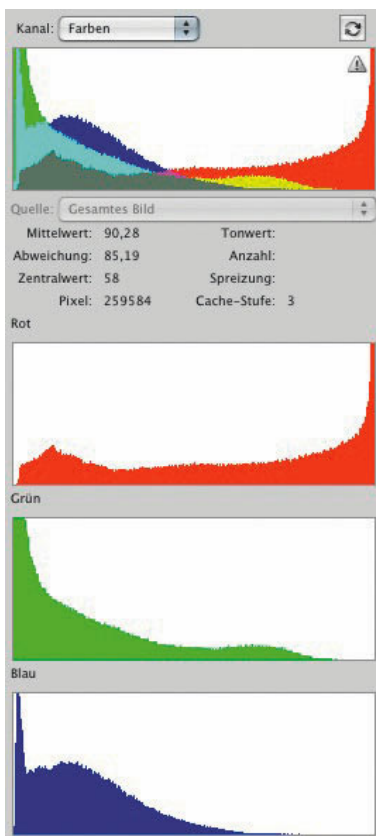 Kanal: Farben
Quelle: Gesamtes Bild
Mittelwert: 90,28 Tonwert:
Abweichung: 85,19 Anzahl:
Zentralwert: 58 Spreizung:
Pixel: 259584 Cache-Stufe: 3
Rot
Grün
Blau